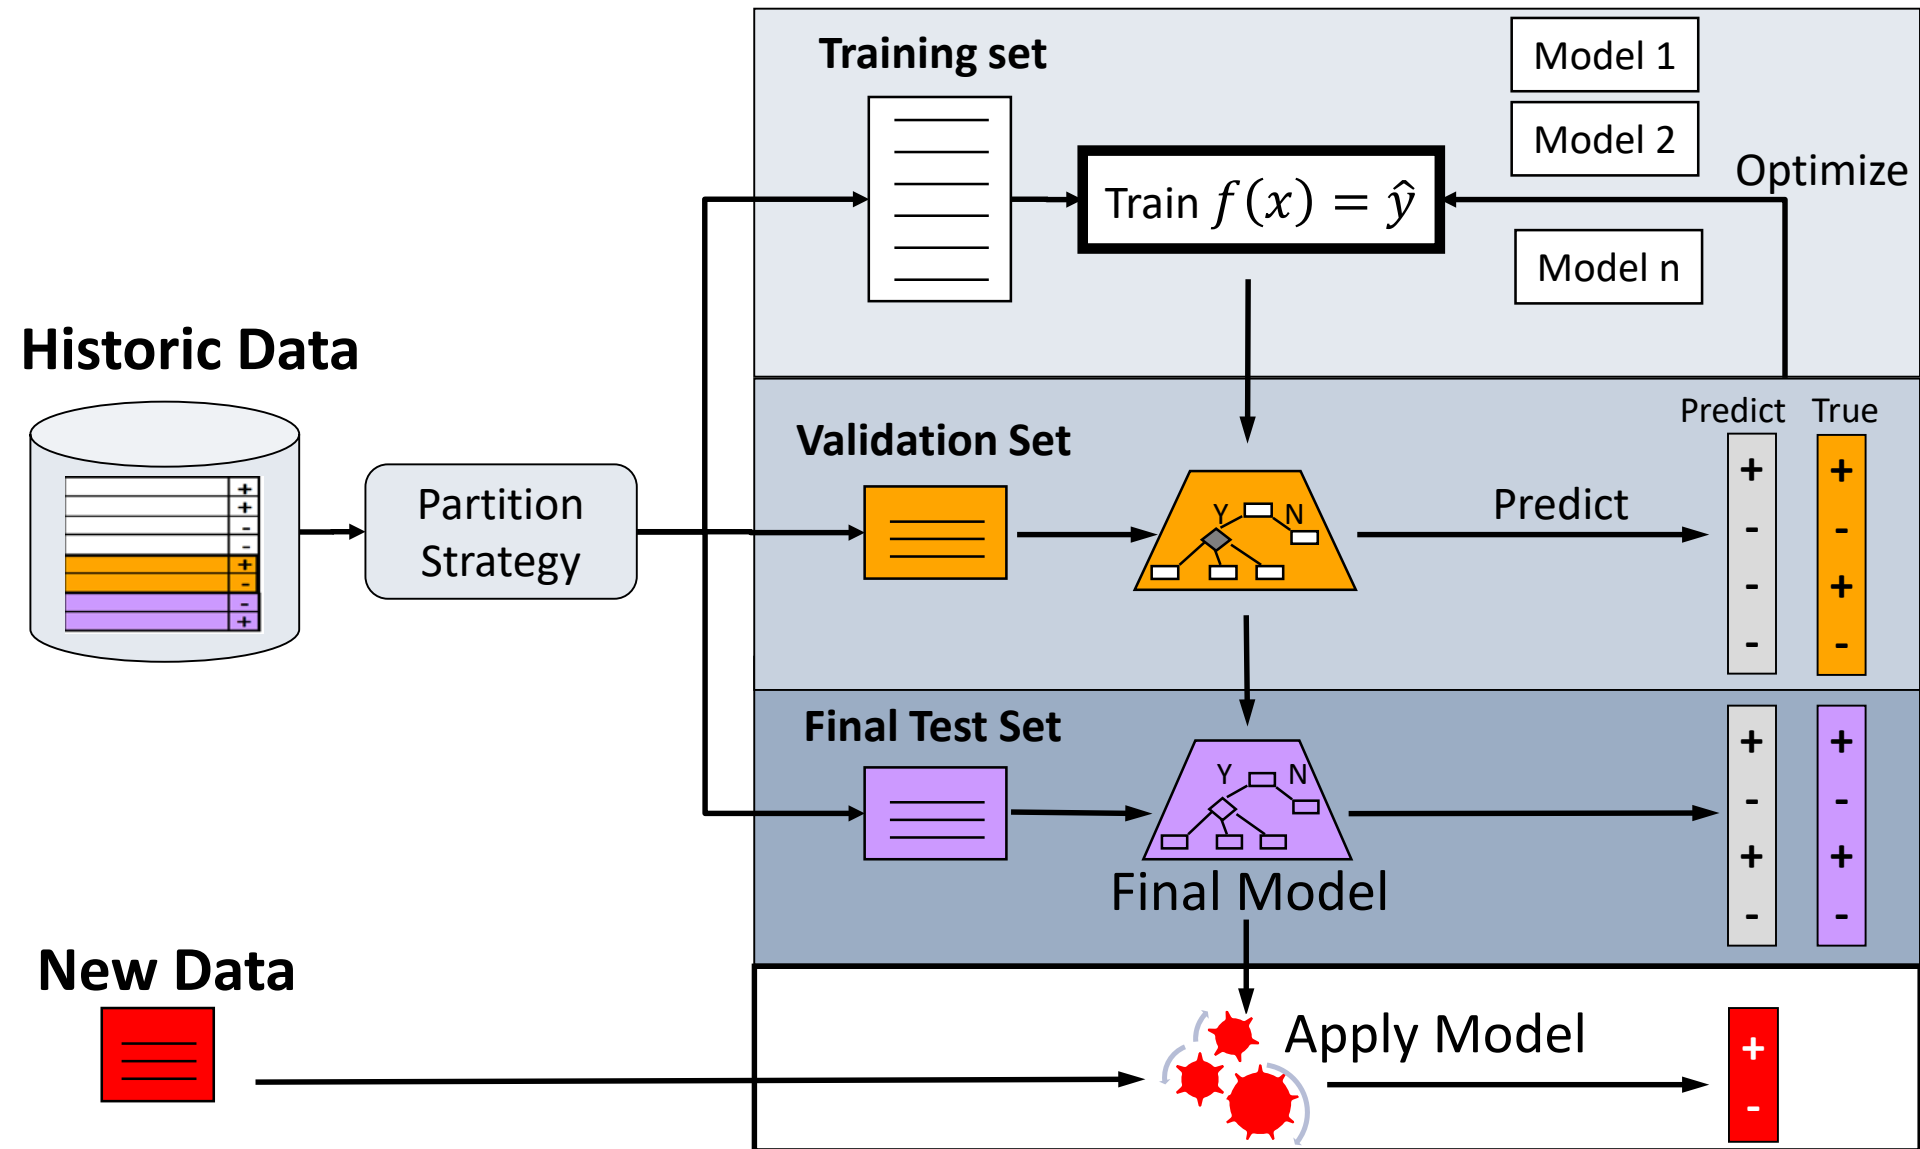 Training set
Model 1
Model 2
Optimize
Train f(x) = ŷ
Model n
Historic Data
+
+
-
-
+
-
-
+
Partition
Strategy
Validation Set
Predict True
Y N
Predict
+ +
- -
- +
- -
Final Test Set
Y N
+ +
- -
+ +
- -
Final Model
New Data
Apply Model
+
-